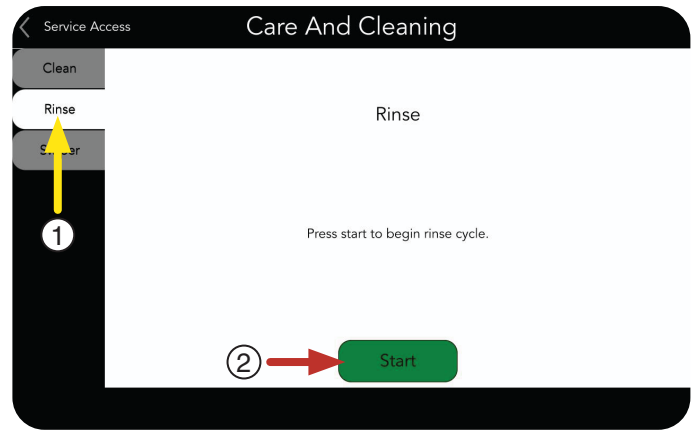 Service Access
Care And Cleaning
Clean
Rinse
Rinse
1
Press start to begin rinse cycle.
2
Start